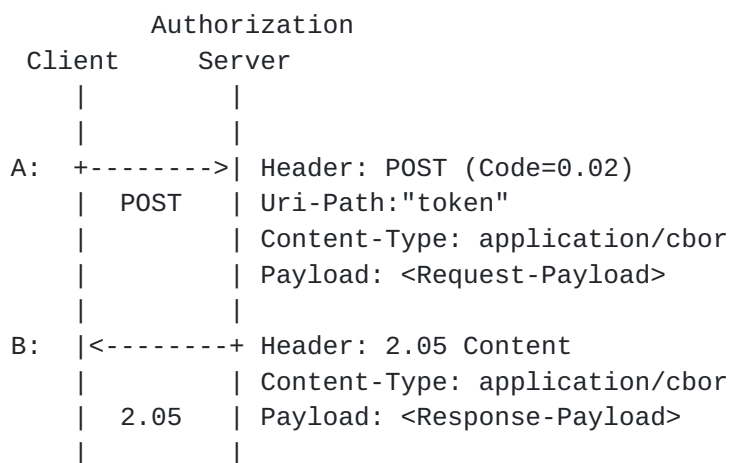 Authorization
 Client     Server
    |         |
    |         |
A:  +-------->| Header: POST (Code=0.02)
    |  POST   | Uri-Path:"token"
    |         | Content-Type: application/cbor
    |         | Payload: <Request-Payload>
    |         |
B:  |<--------+ Header: 2.05 Content
    |         | Content-Type: application/cbor
    |  2.05   | Payload: <Response-Payload>
    |         |